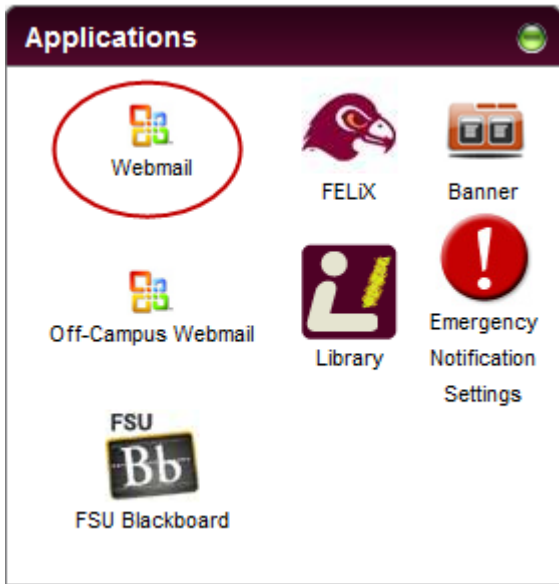 Applications
Webmail
FELiX
Banner
Off-Campus Webmail
Library
Emergency
Notification
Settings
FSU
Bb
FSU Blackboard